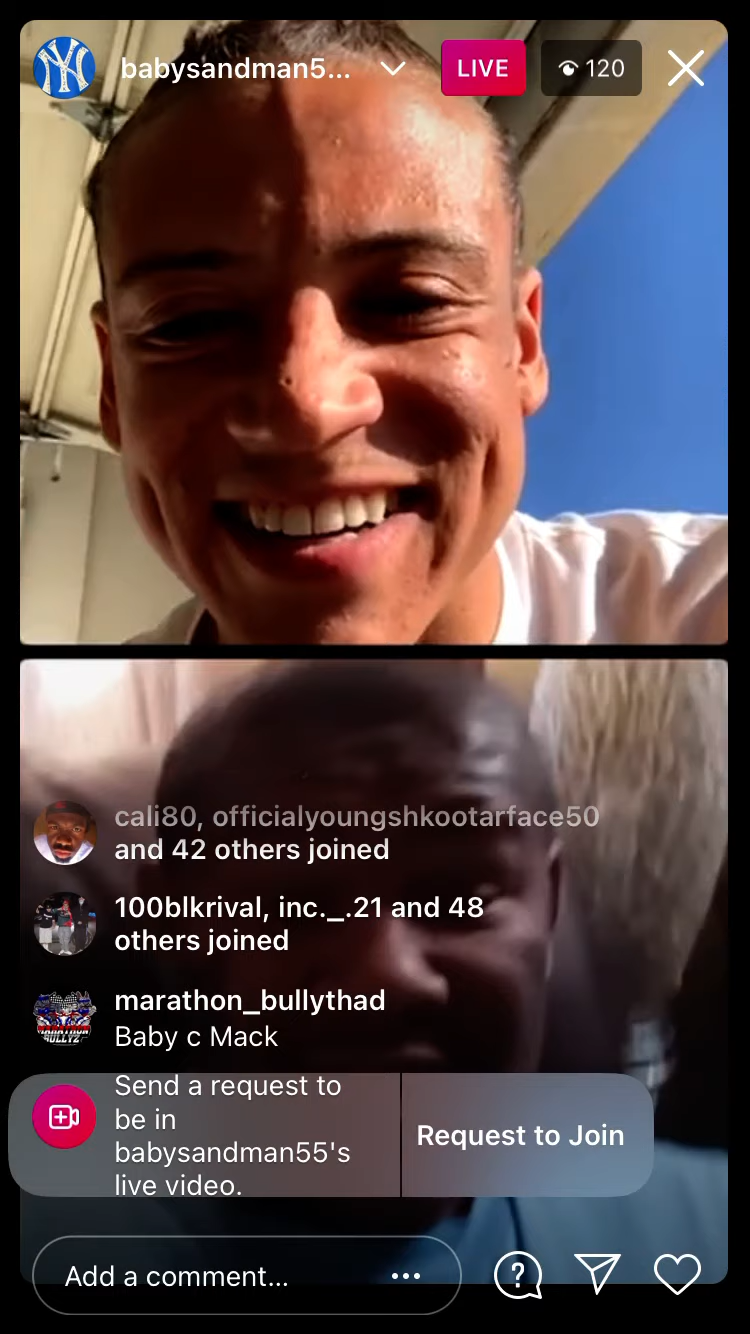 babysandman5...
LIVE
120
cali80, officialyoungshkootarface50
and 42 others joined
100blkrival, inc._.21 and 48
others joined
marathon_bullythad
Baby c Mack
Send a request to
be in
babysandman55's
live video.
Request to Join
Add a comment...